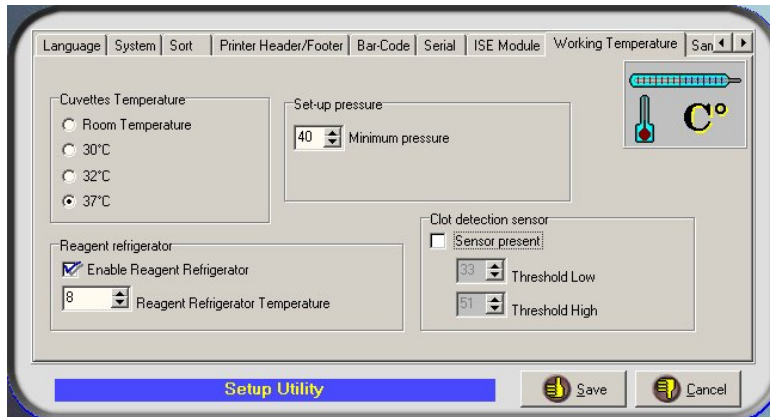 Language System Sort Printer Header/Footer Bar-Code Serial ISE Module Working Temperature San
C°
Cuvettes Temperature
Room Temperature
30°C
32°C
37°C
Set-up pressure
40 Minimum pressure
Reagent refrigerator
Enable Reagent Refrigerator
8 Reagent Refrigerator Temperature
Clot detection sensor
Sensor present
33 Threshold Low
51 Threshold High
Setup Utility
Save
Cancel